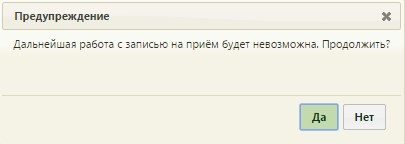 Предупреждение
Дальнейшая работа с записью на приём будет невозможна. Продолжить?
Да
Нет